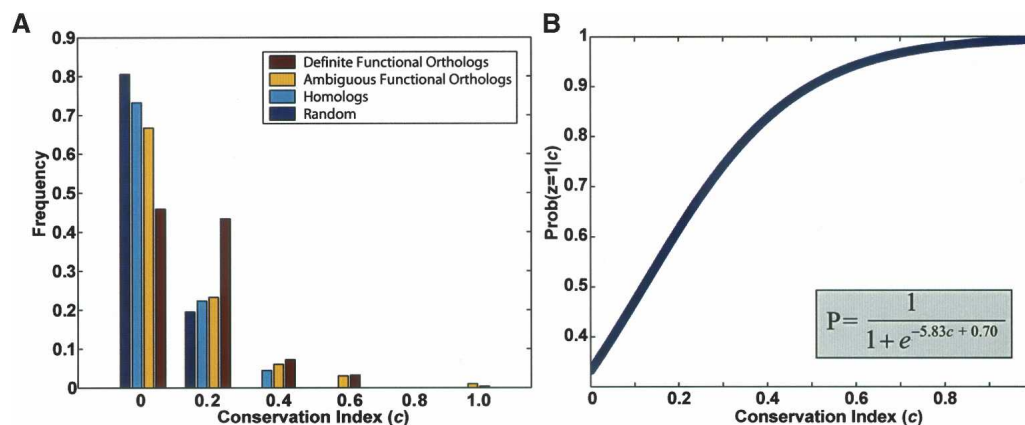 A
Frequency
0.9
0.8
0.7
0.6
0.5
0.4
0.3
0.2
0.1
0
Definite Functional Orthologs
Ambiguous Functional Orthologs
Homologs
Random
0 0.2 0.4 0.6 1.0
Conservation Index (c)
B
Prob(z=1|c)
1
0.9
0.8
0.7
0.6
0.5
0.4
P= 1 / 1+ e^−5.83c + 0.70
0 0.2 0.4 0.6 0.8
Conservation Index (c)